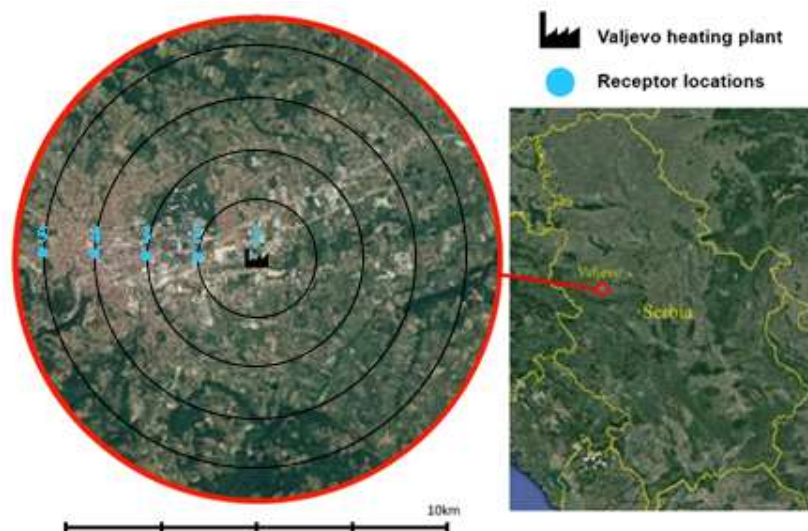 Valjevo heating plant
Receptor locations
Valjevo
Serbia
10km